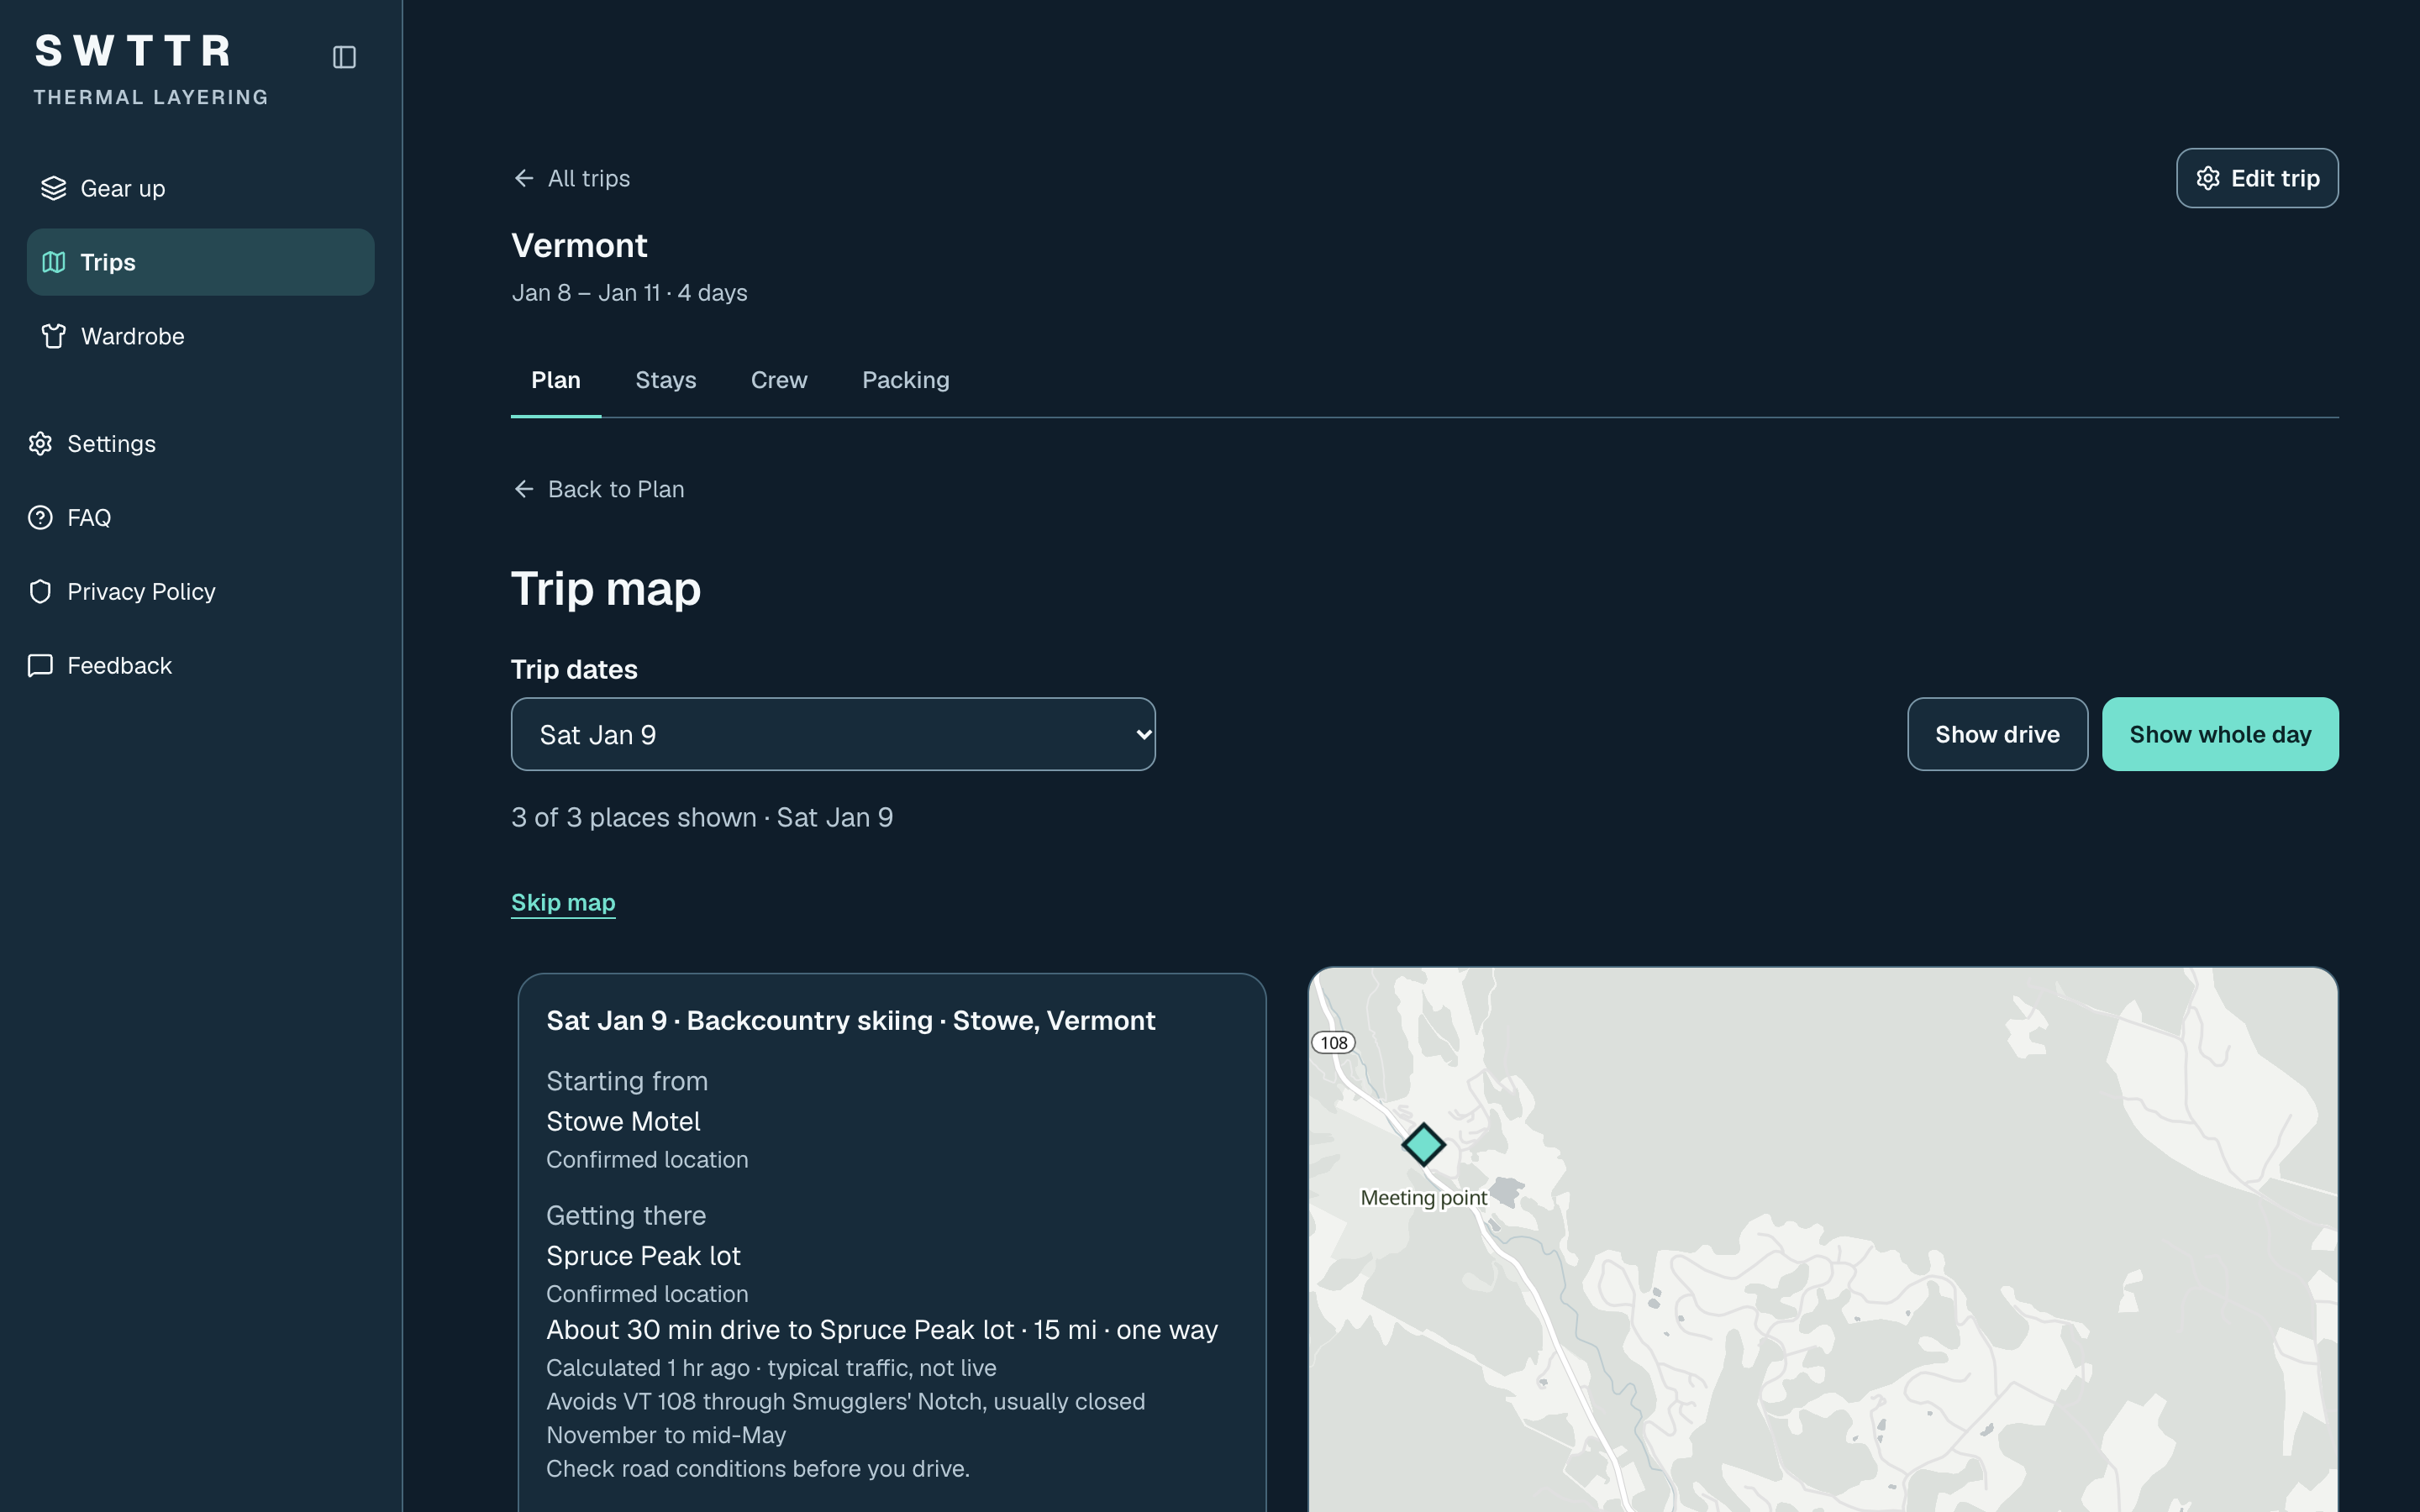 SWTTR
THERMAL LAYERING
Gear up
Trips
Wardrobe
Settings
FAQ
Privacy Policy
Feedback
All trips
Edit trip
Vermont
Jan 8 – Jan 11 · 4 days
Plan
Stays
Crew
Packing
Back to Plan
Trip map
Trip dates
Sat Jan 9
Show drive
Show whole day
3 of 3 places shown · Sat Jan 9
Skip map
Sat Jan 9 · Backcountry skiing · Stowe, Vermont
Starting from
Stowe Motel
Confirmed location
Getting there
Spruce Peak lot
Confirmed location
About 30 min drive to Spruce Peak lot · 15 mi · one way
Calculated 1 hr ago · typical traffic, not live
Avoids VT 108 through Smugglers' Notch, usually closed
November to mid-May
Check road conditions before you drive.
108
Meeting point